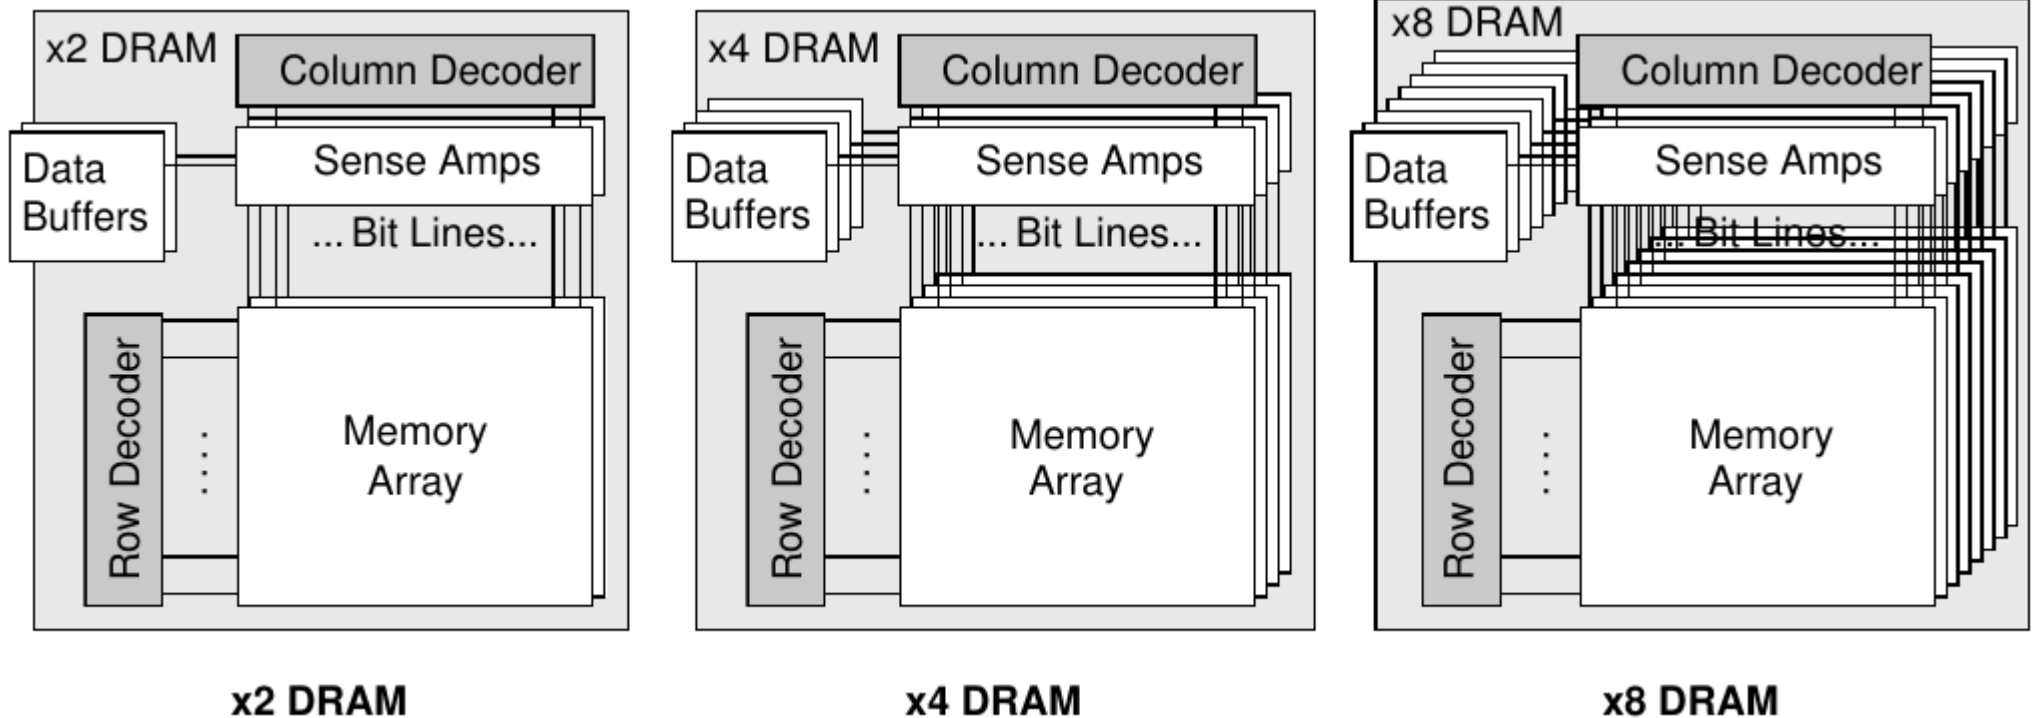 x2 DRAM
Column Decoder
Data
Buffers
Sense Amps
... Bit Lines...
Row Decoder
Memory
Array
x4 DRAM
Column Decoder
Data
Buffers
Sense Amps
... Bit Lines...
Row Decoder
Memory
Array
x8 DRAM
Column Decoder
Data
Buffers
Sense Amps
... Bit Lines...
Row Decoder
Memory
Array
x2 DRAM
x4 DRAM
x8 DRAM